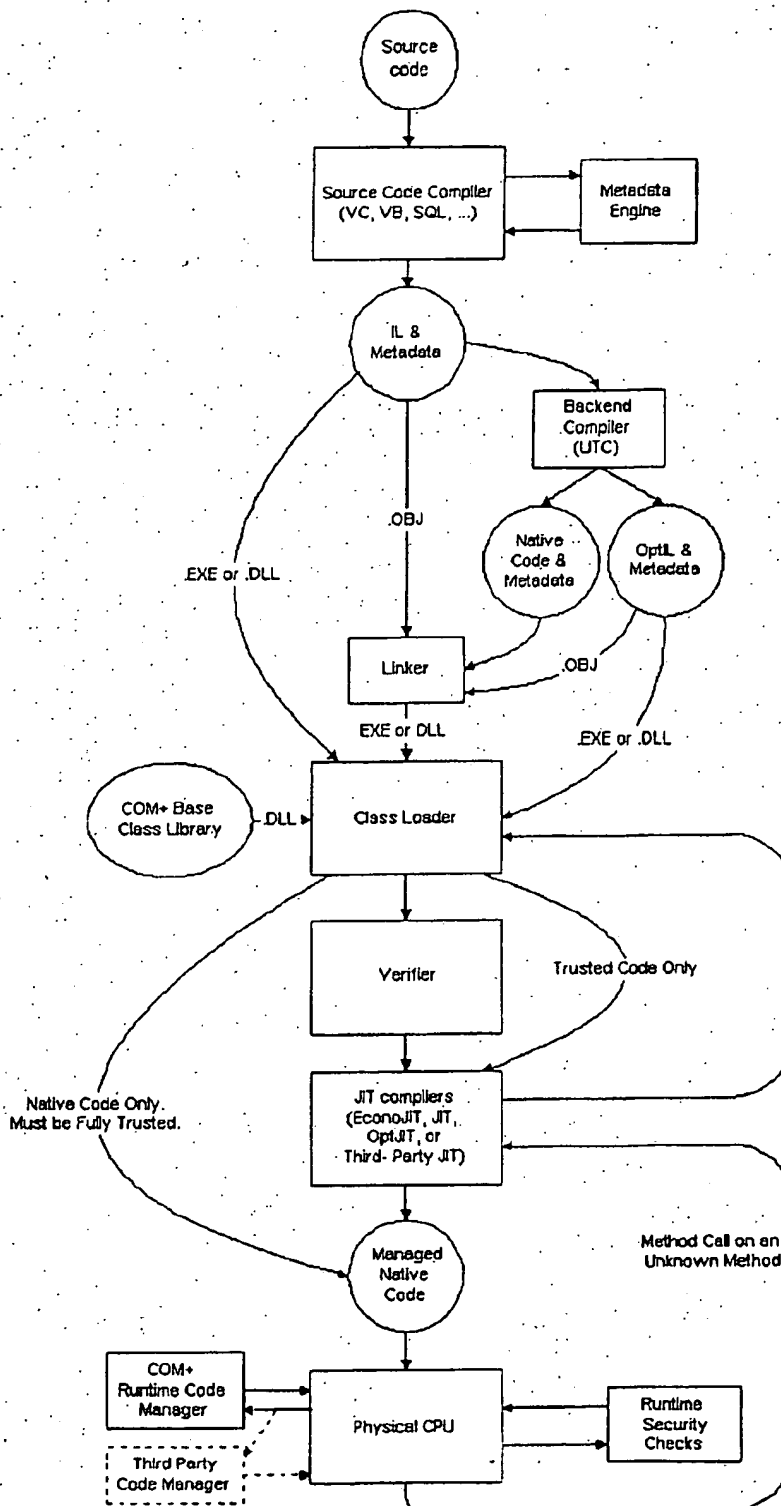 Source
code
Source Code Compiler
(VC, VB, SQL, ...)
Metadata
Engine
IL &
Metadata
Backend
Compiler
(UTC)
.OBJ
Native
Code &
Metadata
OptIL &
Metadata
.EXE or .DLL
Linker
.OBJ
EXE or DLL
.EXE or .DLL
COM+ Base
Class Library
.DLL
Class Loader
Verifier
Trusted Code Only
Native Code Only.
Must be Fully Trusted.
JIT compilers
(EconoJIT, JIT,
OptJIT, or
Third- Party JIT)
Managed
Native
Code
Method Call on an
Unknown Method
COM+
Runtime Code
Manager
Physical CPU
Runtime
Security
Checks
Third Party
Code Manager